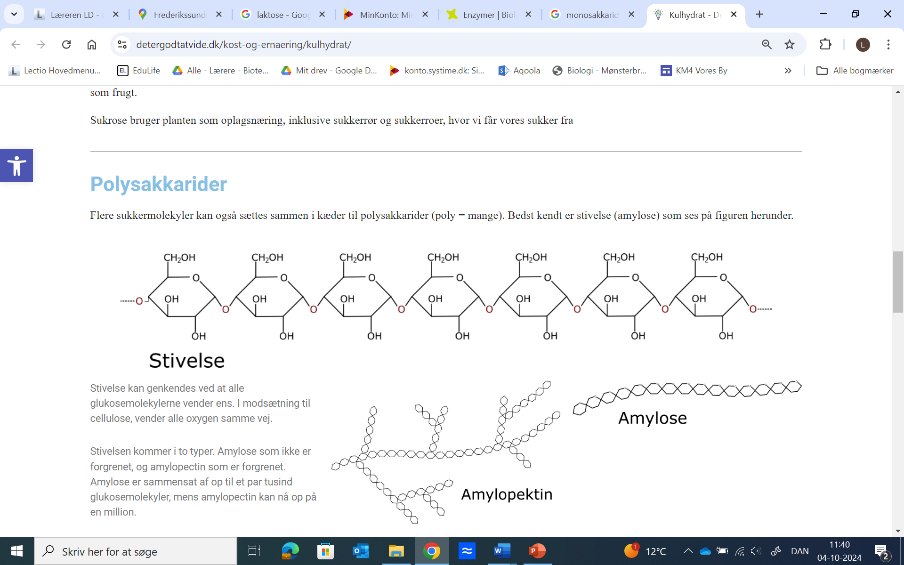 Læreren LD -
Frederikssund
laktose - Goog
MinKonto: Mi
Enzymer | Biol
monosakkarid
Kulhydrat - De
detergodtatvide.dk/kost-og-ernaering/kulhydrat/
L
Lectio Hovedmenu...
EduLife
Alle - Lærere - Biote...
Mit drev - Google D...
konto.systime.dk: Si...
Agoola
Biologi - Mønsterbr...
KM4 Vores By
»
Alle bogmærker
som frugt.
Sukrose bruger planten som oplagsnæring, inklusive sukkerrør og sukkerroer, hvor vi får vores sukker fra
Polysakkarider
Flere sukkermolekyler kan også sættes sammen i kæder til polysakkarider (poly = mange). Bedst kendt er stivelse (amylose) som ses på figuren herunder.
CH2OH CH2OH CH2OH CH2OH CH2OH CH2OH CH2OH
O O O O O O O
O OH OH OH OH OH OH OH
O O O O O O O
OH OH OH OH OH OH OH
Stivelse
Stivelse kan genkendes ved at alle
glukosemolekylerne vender ens. I modsætning til
cellulose, vender alle oxygen samme vej.
Amylose
Stivelsen kommer i to typer. Amylose som ikke er
forgrenet, og amylopectin som er forgrenet.
Amylose er sammensat af op til et par tusind
glukosemolekyler, mens amylopectin kan nå op på
en million.
Amylopektin
Skriv her for at søge
12°C
DAN
11:40
04-10-2024
2